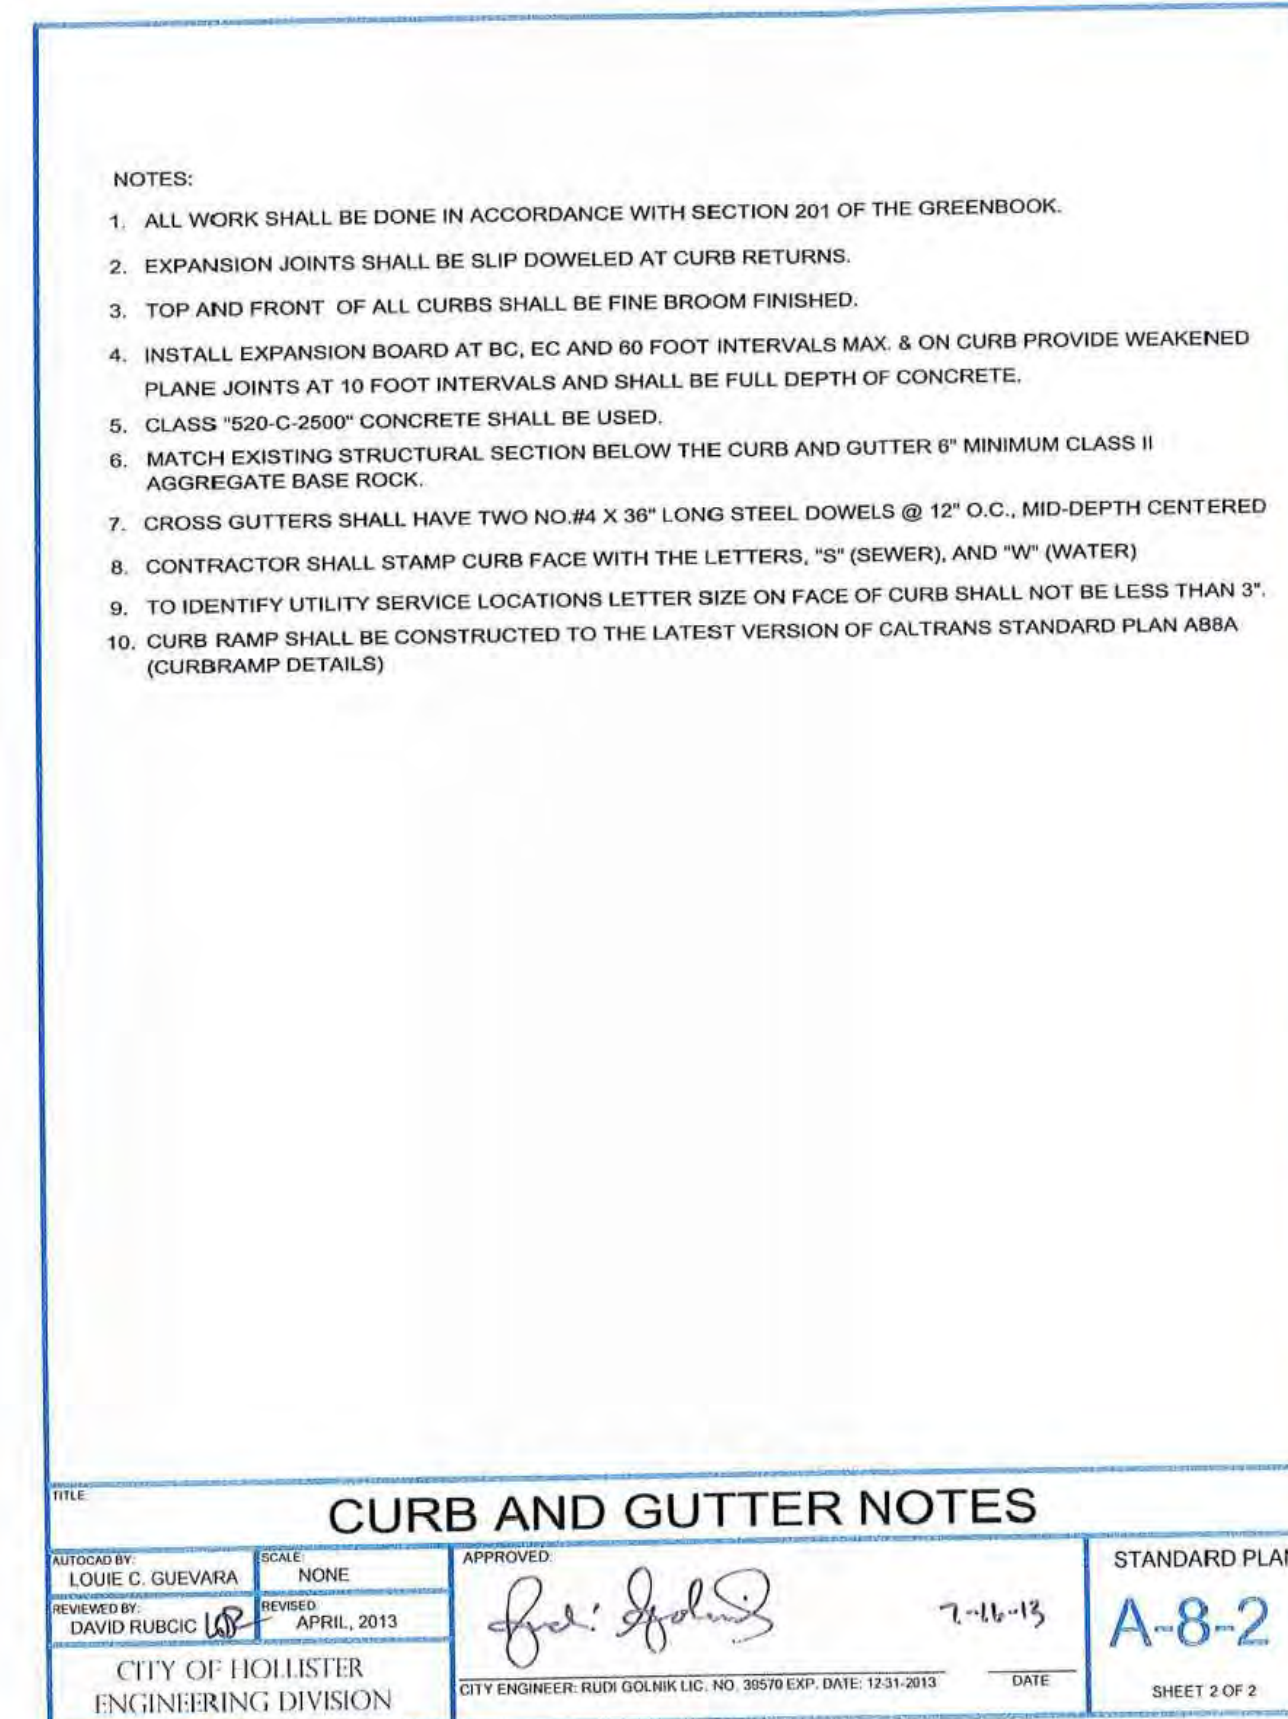 NOTES:
1. ALL WORK SHALL BE DONE IN ACCORDANCE WITH SECTION 201 OF THE GREENBOOK.
2. EXPANSION JOINTS SHALL BE SLIP DOWELED AT CURB RETURNS.
3. TOP AND FRONT OF ALL CURBS SHALL BE FINE BROOM FINISHED.
4. INSTALL EXPANSION BOARD AT BC, EC AND 60 FOOT INTERVALS MAX. & ON CURB PROVIDE WEAKENED
PLANE JOINTS AT 10 FOOT INTERVALS AND SHALL BE FULL DEPTH OF CONCRETE.
5. CLASS "520-C-2500" CONCRETE SHALL BE USED.
6. MATCH EXISTING STRUCTURAL SECTION BELOW THE CURB AND GUTTER 6" MINIMUM CLASS II
AGGREGATE BASE ROCK.
7. CROSS GUTTERS SHALL HAVE TWO NO.#4 X 36" LONG STEEL DOWELS @ 12" O.C., MID-DEPTH CENTERED
8. CONTRACTOR SHALL STAMP CURB FACE WITH THE LETTERS, "S" (SEWER), AND "W" (WATER)
9. TO IDENTIFY UTILITY SERVICE LOCATIONS LETTER SIZE ON FACE OF CURB SHALL NOT BE LESS THAN 3".
10. CURB RAMP SHALL BE CONSTRUCTED TO THE LATEST VERSION OF CALTRANS STANDARD PLAN A88A
(CURBRAMP DETAILS)
TITLE
CURB AND GUTTER NOTES
AUTOCAD BY:
LOUIE C. GUEVARA
SCALE:
NONE
REVIEWED BY:
DAVID RUBCIC
REVISED
APRIL, 2013
CITY OF HOLLISTER
ENGINEERING DIVISION
APPROVED:
Rudi Golnik
7-16-13
CITY ENGINEER: RUDI GOLNIK LIC. NO. 39570 EXP. DATE: 12-31-2013
DATE
STANDARD PLAN
A-8-2
SHEET 2 OF 2